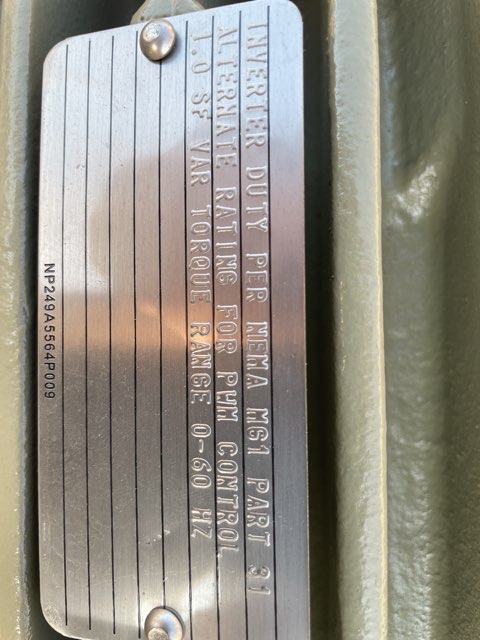 INVERTER DUTY PER NEMA MG1 PART 31
ALTERNATE RATING FOR PWM CONTROL
1.0 SF VAR TORQUE RANGE 0-60 HZ
NP249A5564P009